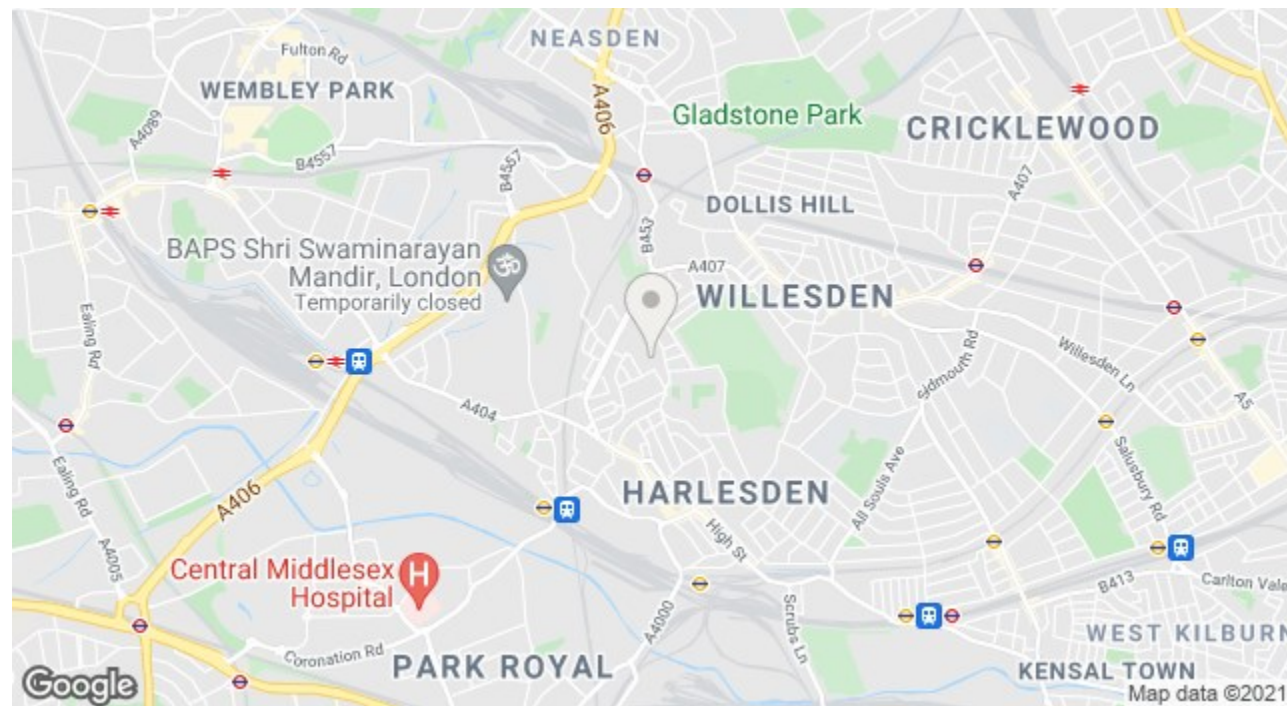 NEASDEN
Fulton Rd
WEMBLEY PARK
A406
Gladstone Park
CRICKLEWOOD
A4089
B4557
B4557
A407
DOLLIS HILL
B453
BAPS Shri Swaminarayan
Mandir, London
Temporarily closed
A407
WILLESDEN
Ealing Rd
Sidmouth Rd
Willesden Ln
A404
A5
Salusbury Rd
Ealing Rd
A406
HARLESDEN
All Souls Ave
High St
A4005
Central Middlesex
Hospital
H
B413
Carlton Vale
Scrubs Ln
A4000
WEST KILBURN
Coronation Rd
PARK ROYAL
KENSAL TOWN
Google
Map data ©2021